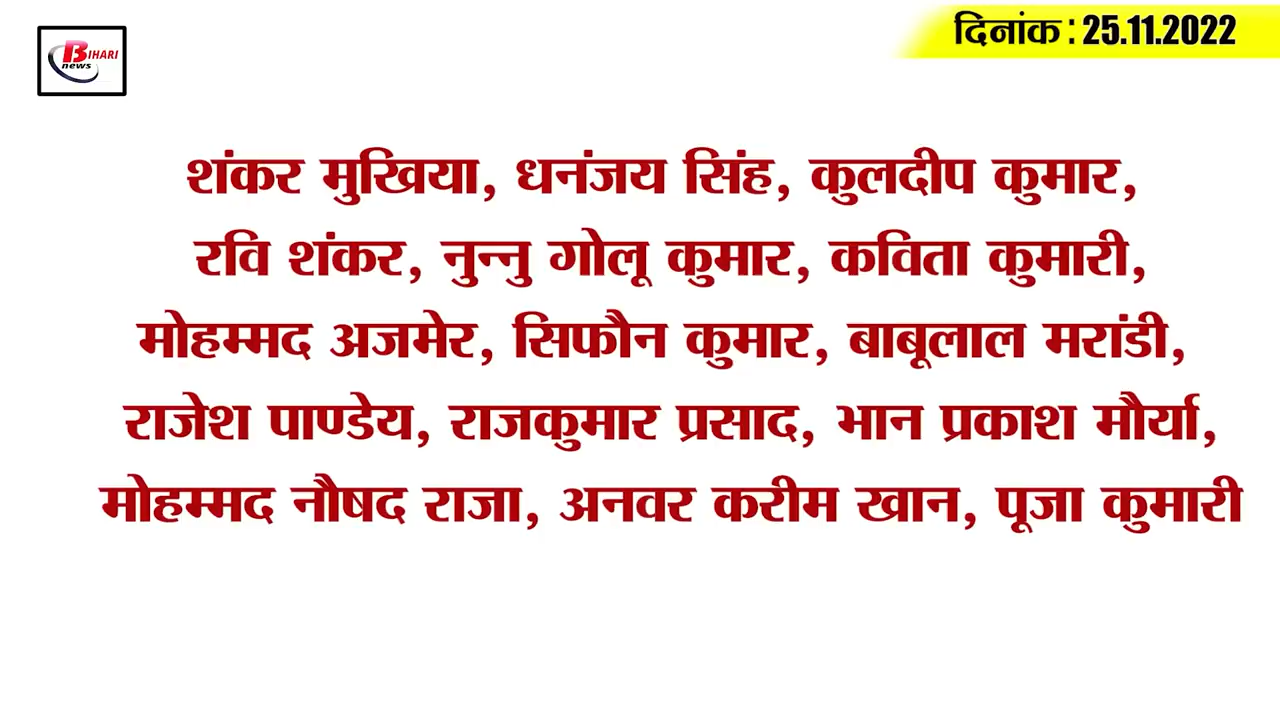 BIHARI
news
दिनांक : 25.11.2022
शंकर मुखिया, धनंजय सिंह, कुलदीप कुमार,
रवि शंकर, नुन्नु गोलू कुमार, कविता कुमारी,
मोहम्मद अजमेर, सिफौन कुमार, बाबूलाल मरांडी,
राजेश पाण्डेय, राजकुमार प्रसाद, भान प्रकाश मौर्या,
मोहम्मद नौषद राजा, अनवर करीम खान, पूजा कुमारी